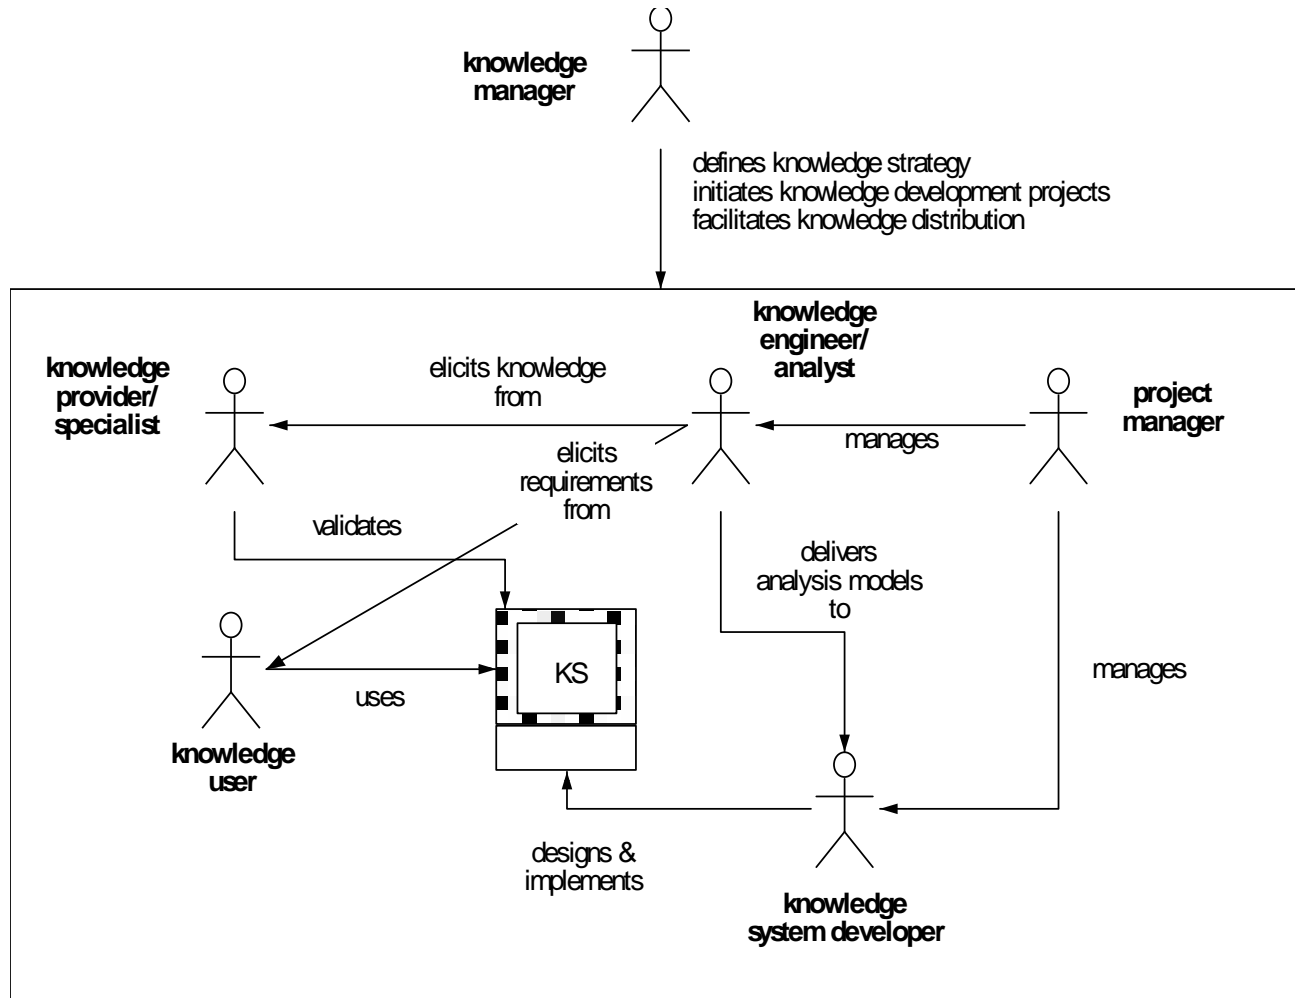 knowledge
manager
defines knowledge strategy
initiates knowledge development projects
facilitates knowledge distribution
knowledge
engineer/
analyst
knowledge
provider/
specialist
elicits knowledge
from
project
manager
manages
elicits
requirements
from
validates
delivers
analysis models
to
KS
manages
uses
knowledge
user
designs &
implements
knowledge
system developer